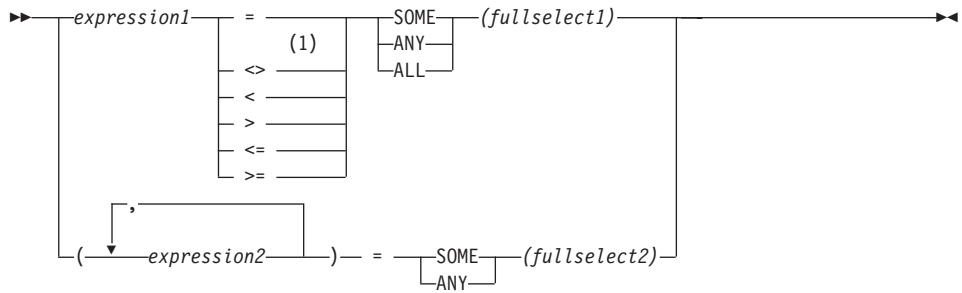 expression1 = SOME (fullselect1)
(1) ANY
<> ALL
<
>
<=
>=
,
( expression2 ) = SOME (fullselect2)
ANY